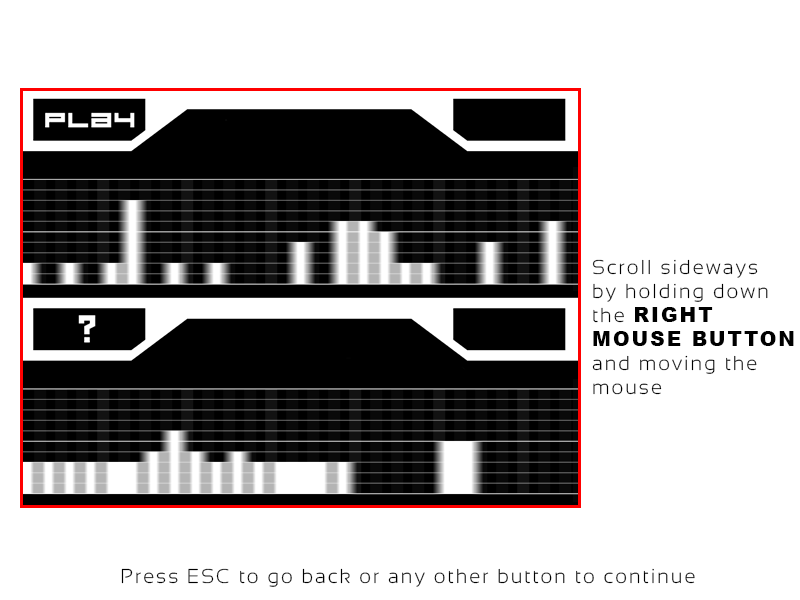 PLAY
?
Scroll sideways
by holding down
the RIGHT
MOUSE BUTTON
and moving the
mouse
Press ESC to go back or any other button to continue